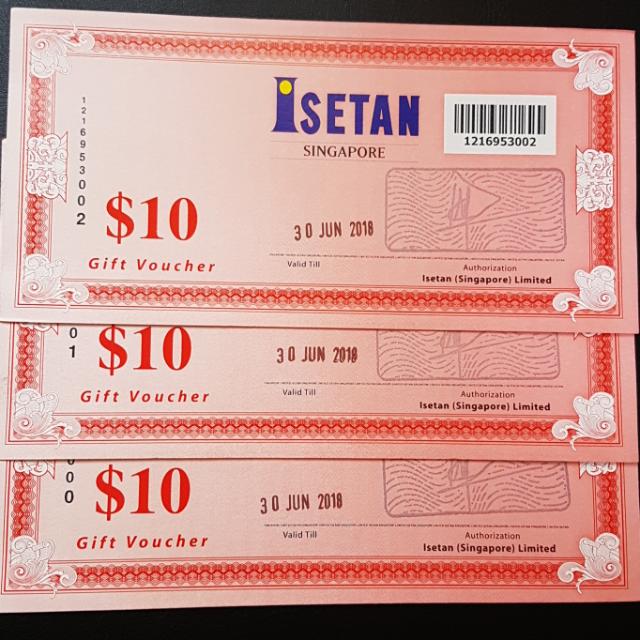 ISETAN
SINGAPORE
1216953002
1216953002
$10
Gift Voucher
30 JUN 2018
Valid Till
Authorization
Isetan (Singapore) Limited
01
$10
Gift Voucher
30 JUN 2018
Valid Till
Authorization
Isetan (Singapore) Limited
000
$10
Gift Voucher
30 JUN 2018
Valid Till
Authorization
Isetan (Singapore) Limited